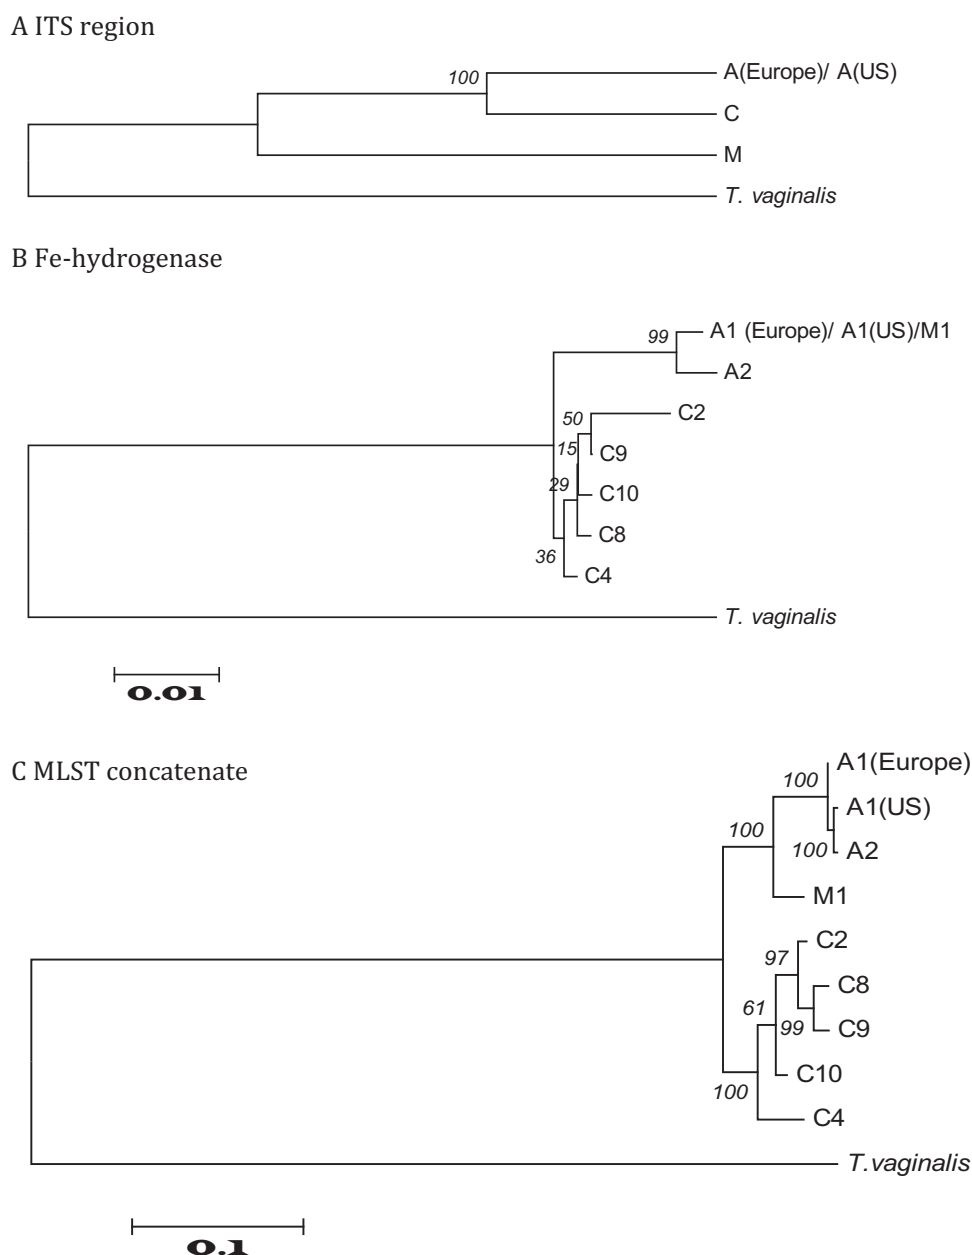 A ITS region
100
A(Europe)/ A(US)
C
M
T. vaginalis
B Fe-hydrogenase
99
A1 (Europe)/ A1(US)/M1
A2
50
C2
15
C9
29
C10
C8
36
C4
T. vaginalis
0.01
C MLST concatenate
A1(Europe)
100
A1(US)
100
100
A2
M1
C2
97
C8
61
99
C9
C10
100
C4
T.vaginalis
0.1